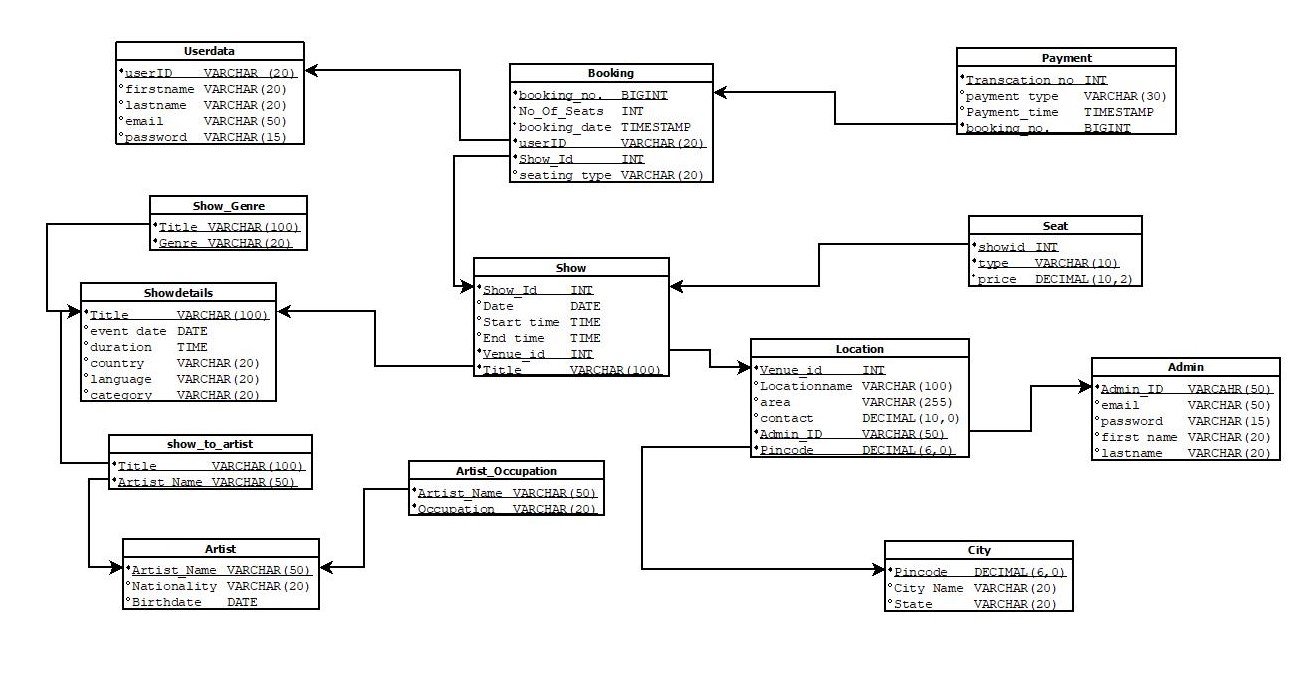 Userdata
userID VARCHAR (20)
firstname VARCHAR(20)
lastname VARCHAR(20)
email VARCHAR(50)
password VARCHAR(15)
Booking
booking_no. BIGINT
No_Of_Seats INT
booking_date TIMESTAMP
userID VARCHAR(20)
Show_Id INT
seating type VARCHAR(20)
Payment
Transcation no INT
payment type VARCHAR(30)
Payment_time TIMESTAMP
booking_no. BIGINT
Show_Genre
Title VARCHAR(100)
Genre VARCHAR(20)
Seat
showid INT
type VARCHAR(10)
price DECIMAL(10,2)
Show
Show_Id INT
Date DATE
Start time TIME
End time TIME
Venue_id INT
Title VARCHAR(100)
Showdetails
Title VARCHAR(100)
event date DATE
duration TIME
country VARCHAR(20)
language VARCHAR(20)
category VARCHAR(20)
Location
Venue_id INT
Locationname VARCHAR(100)
area VARCHAR(255)
contact DECIMAL(10,0)
Admin_ID VARCHAR(50)
Pincode DECIMAL(6,0)
Admin
Admin_ID VARCAHR(50)
email VARCHAR(50)
password VARCHAR(15)
first name VARCHAR(20)
lastname VARCHAR(20)
show_to_artist
Title VARCHAR(100)
Artist_Name VARCHAR(50)
Artist_Occupation
Artist_Name VARCHAR(50)
Occupation VARCHAR(20)
Artist
Artist_Name VARCHAR(50)
Nationality VARCHAR(20)
Birthdate DATE
City
Pincode DECIMAL(6,0)
City Name VARCHAR(20)
State VARCHAR(20)